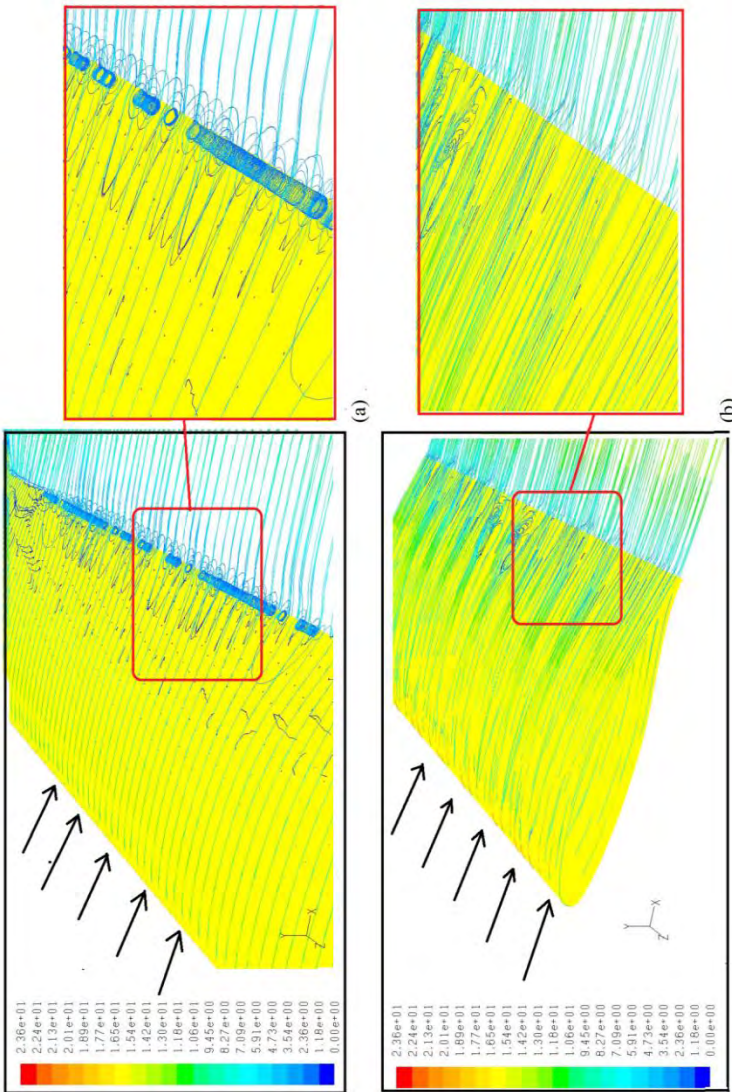 2.36e+01
2.24e+01
2.13e+01
2.01e+01
1.89e+01
1.77e+01
1.65e+01
1.54e+01
1.42e+01
1.30e+01
1.18e+01
1.06e+01
9.45e+00
8.27e+00
7.09e+00
5.91e+00
4.73e+00
3.54e+00
2.36e+00
1.18e+00
0.00e+00
Y
X
Z
(a)
2.36e+01
2.24e+01
2.13e+01
2.01e+01
1.89e+01
1.77e+01
1.65e+01
1.54e+01
1.42e+01
1.30e+01
1.18e+01
1.06e+01
9.45e+00
8.27e+00
7.09e+00
5.91e+00
4.73e+00
3.54e+00
2.36e+00
1.18e+00
0.00e+00
Y
X
Z
(b)